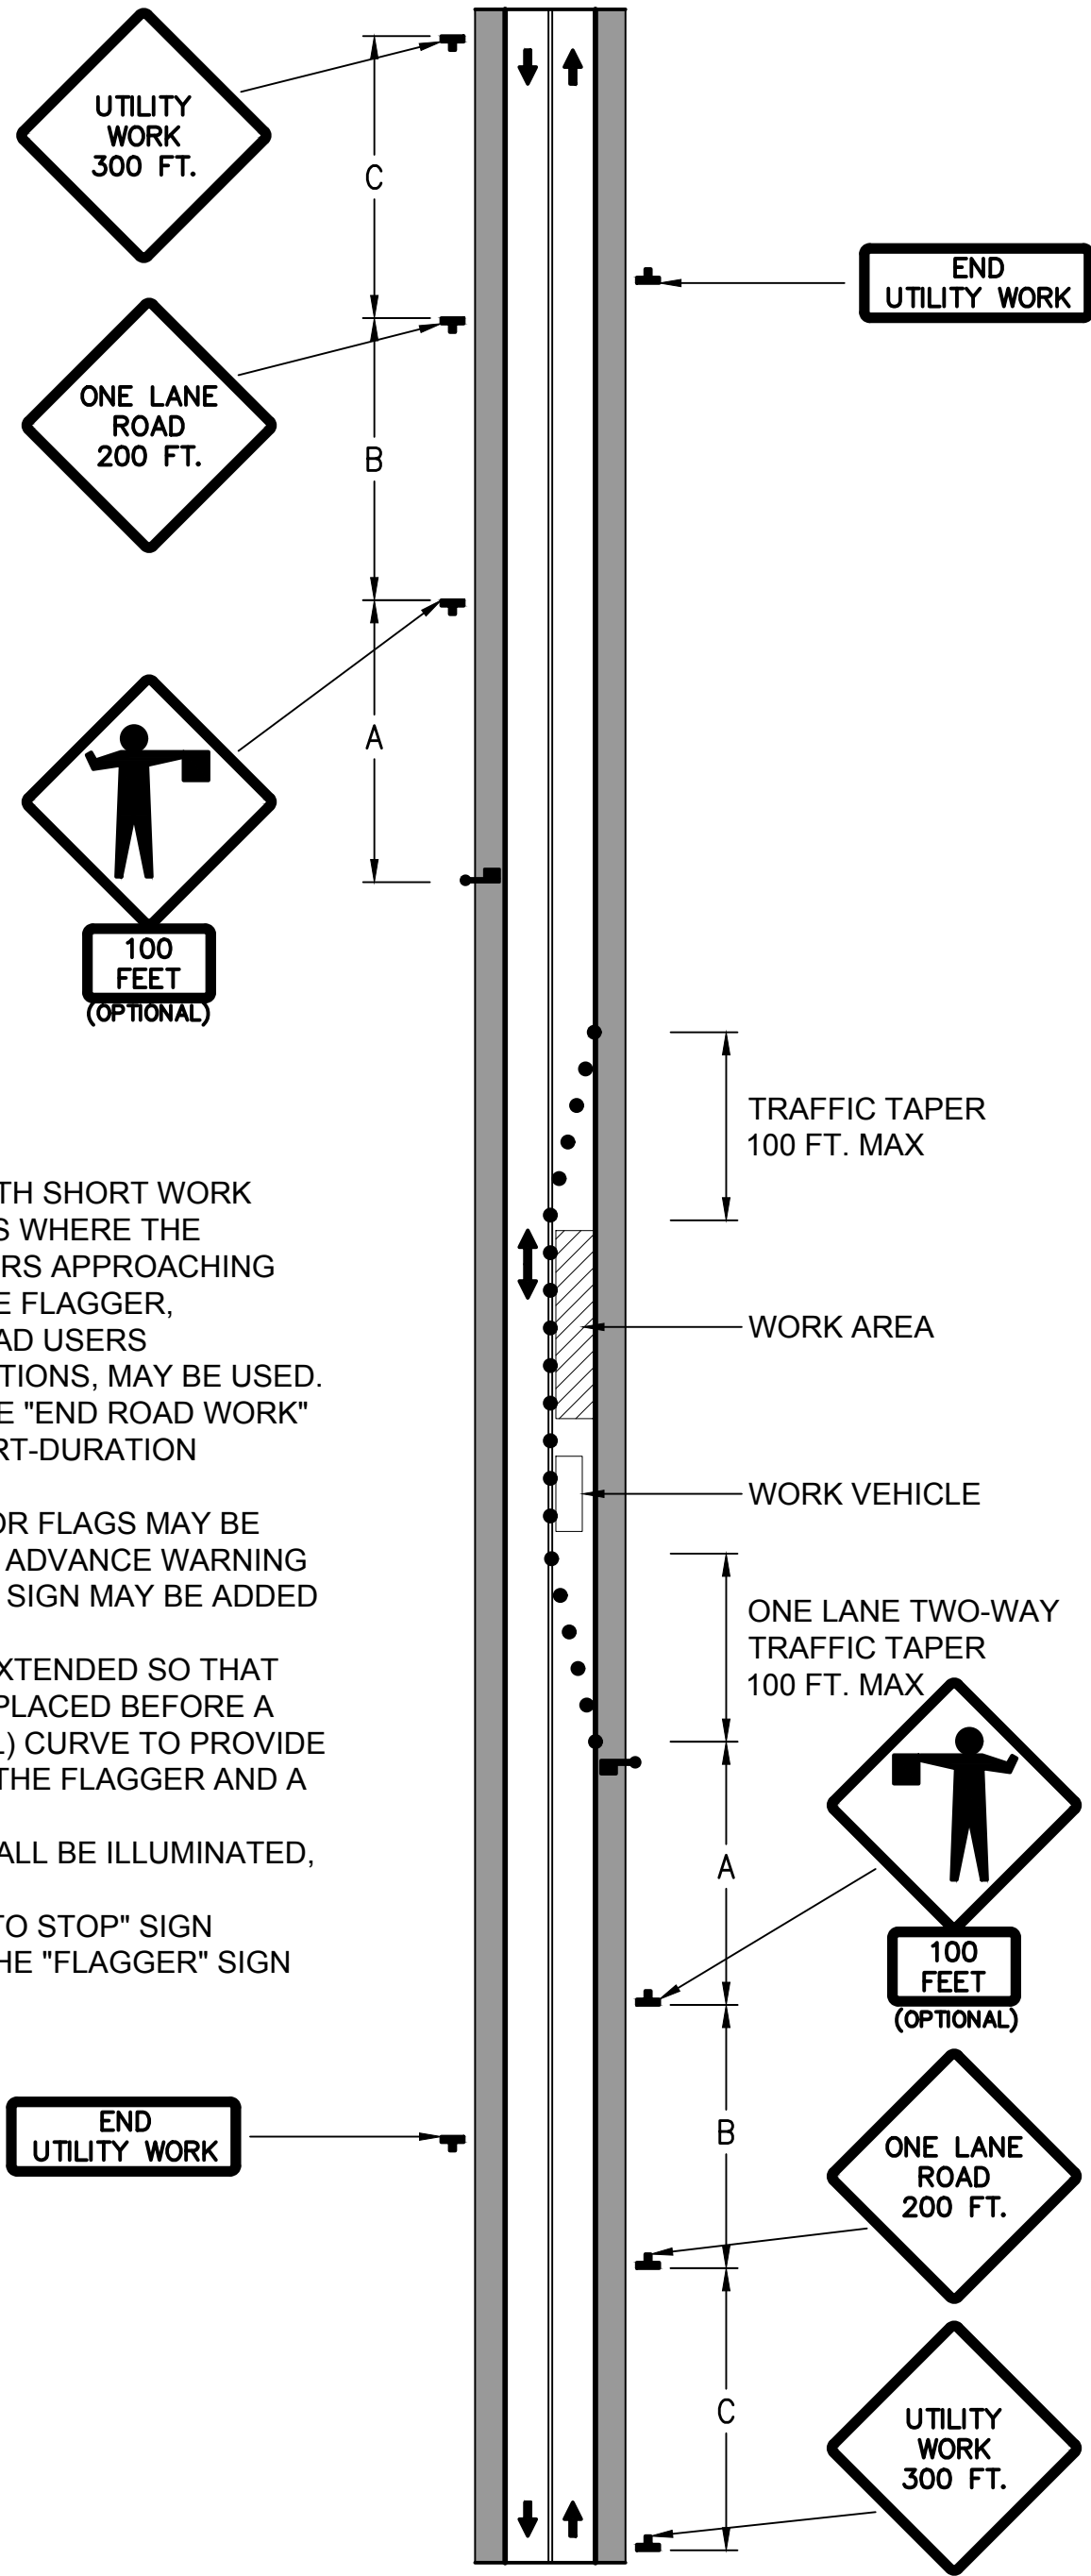 UTILITY
WORK
300 FT.
C
END
UTILITY WORK
ONE LANE
ROAD
200 FT.
B
A
100
FEET
(OPTIONAL)
TRAFFIC TAPER
100 FT. MAX
TH SHORT WORK
S WHERE THE
RS APPROACHING
E FLAGGER,
AD USERS
TIONS, MAY BE USED.
E "END ROAD WORK"
RT-DURATION
OR FLAGS MAY BE
ADVANCE WARNING
SIGN MAY BE ADDED
XTENDED SO THAT
PLACED BEFORE A
L) CURVE TO PROVIDE
THE FLAGGER AND A
ALL BE ILLUMINATED,
TO STOP" SIGN
HE "FLAGGER" SIGN
WORK AREA
WORK VEHICLE
ONE LANE TWO-WAY
TRAFFIC TAPER
100 FT. MAX
A
100
FEET
(OPTIONAL)
END
UTILITY WORK
B
ONE LANE
ROAD
200 FT.
C
UTILITY
WORK
300 FT.